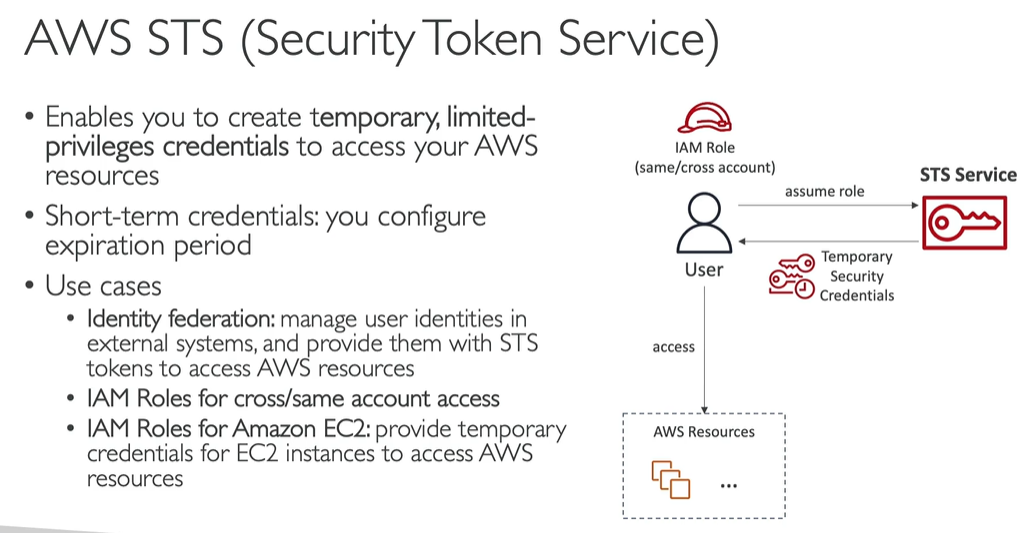 AWS STS (Security Token Service)
• Enables you to create temporary, limited-
privileges credentials to access your AWS
resources
• Short-term credentials: you configure
expiration period
• Use cases
• Identity federation: manage user identities in
external systems, and provide them with STS
tokens to access AWS resources
• IAM Roles for cross/same account access
• IAM Roles for Amazon EC2: provide temporary
credentials for EC2 instances to access AWS
resources
IAM Role
(same/cross account)
assume role
STS Service
User
Temporary
Security
Credentials
access
AWS Resources
...